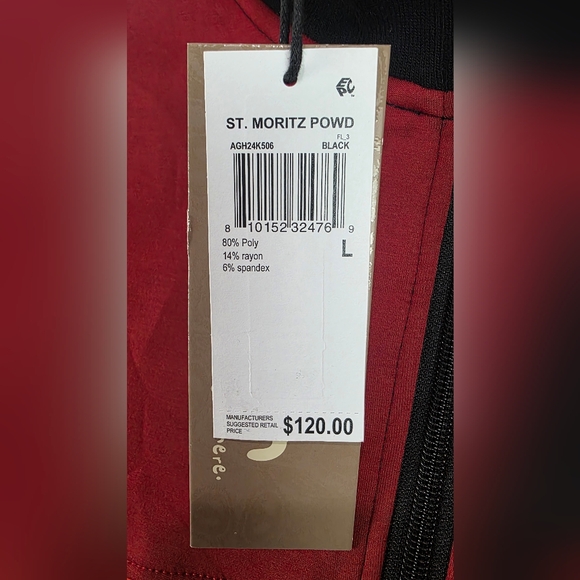 ST. MORITZ POWD
FL_3
AGH24K506 BLACK
8 10152 32476 9
80% Poly
14% rayon
6% spandex
L
MANUFACTURERS
SUGGESTED RETAIL
PRICE
$120.00